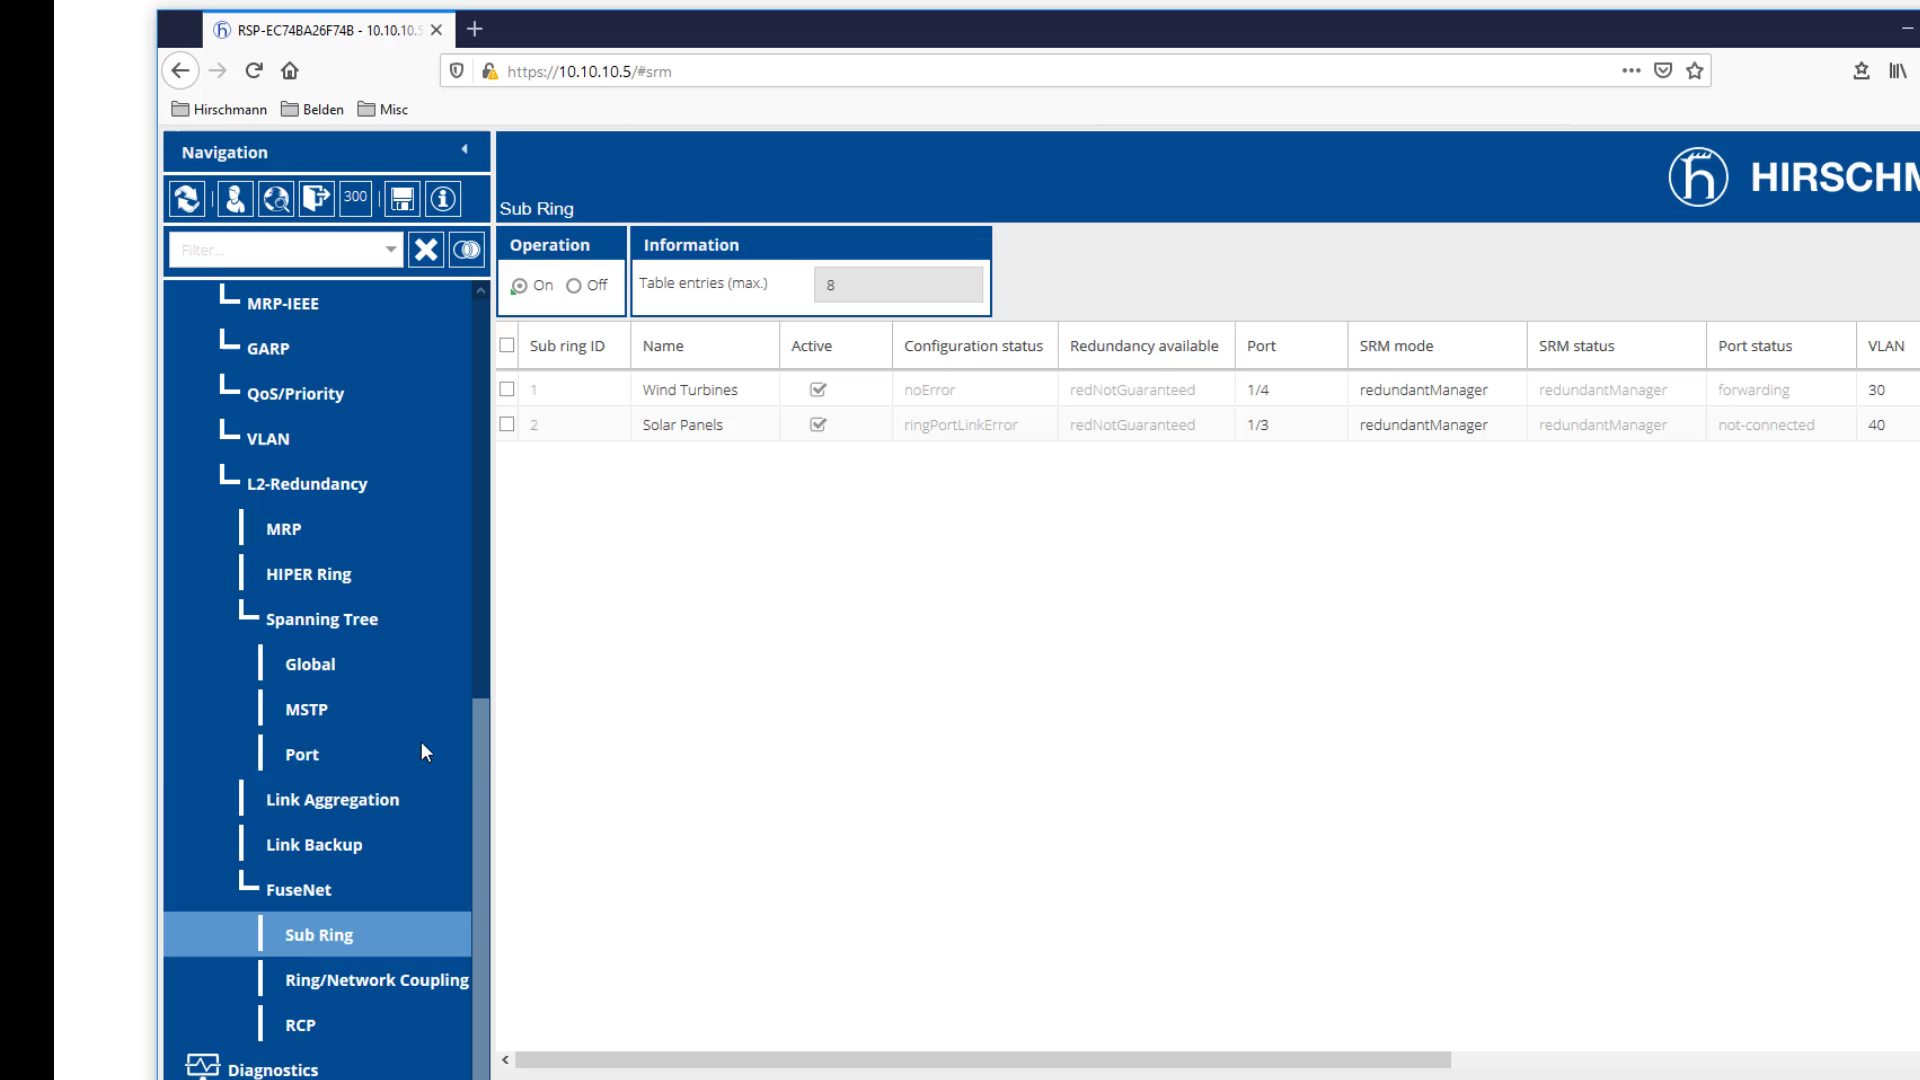 RSP-EC74BA26F74B - 10.10.10.5
https://10.10.10.5/#srm
Hirschmann Belden Misc
Navigation
300
Filter...
MRP-IEEE
GARP
QoS/Priority
VLAN
L2-Redundancy
MRP
HIPER Ring
Spanning Tree
Global
MSTP
Port
Link Aggregation
Link Backup
FuseNet
Sub Ring
Ring/Network Coupling
RCP
Diagnostics
HIRSCHM
Sub Ring
Operation
On Off
Information
Table entries (max.) 8
Sub ring ID Name Active Configuration status Redundancy available Port SRM mode SRM status Port status VLAN
1 Wind Turbines noError redNotGuaranteed 1/4 redundantManager redundantManager forwarding 30
2 Solar Panels ringPortLinkError redNotGuaranteed 1/3 redundantManager redundantManager not-connected 40